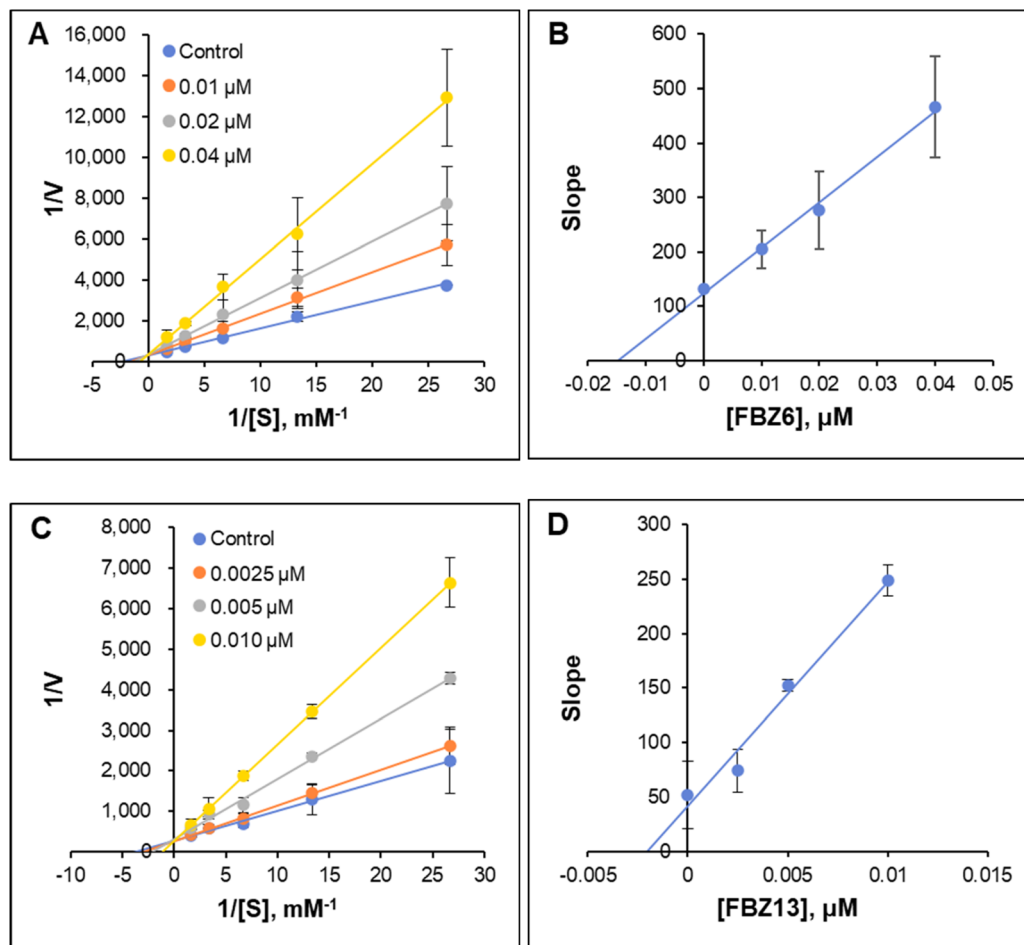 A
16,000
14,000
12,000
10,000
8,000
6,000
4,000
2,000
0
1/V
Control
0.01 µM
0.02 µM
0.04 µM
-5 0 5 10 15 20 25 30
1/[S], mM-1
B
600
500
400
300
200
100
0
Slope
-0.02 -0.01 0 0.01 0.02 0.03 0.04 0.05
[FBZ6], µM
C
8,000
7,000
6,000
5,000
4,000
3,000
2,000
1,000
0
1/V
Control
0.0025 µM
0.005 µM
0.010 µM
-10 -5 0 5 10 15 20 25 30
1/[S], mM-1
D
300
250
200
150
100
50
0
Slope
-0.005 0 0.005 0.01 0.015
[FBZ13], µM